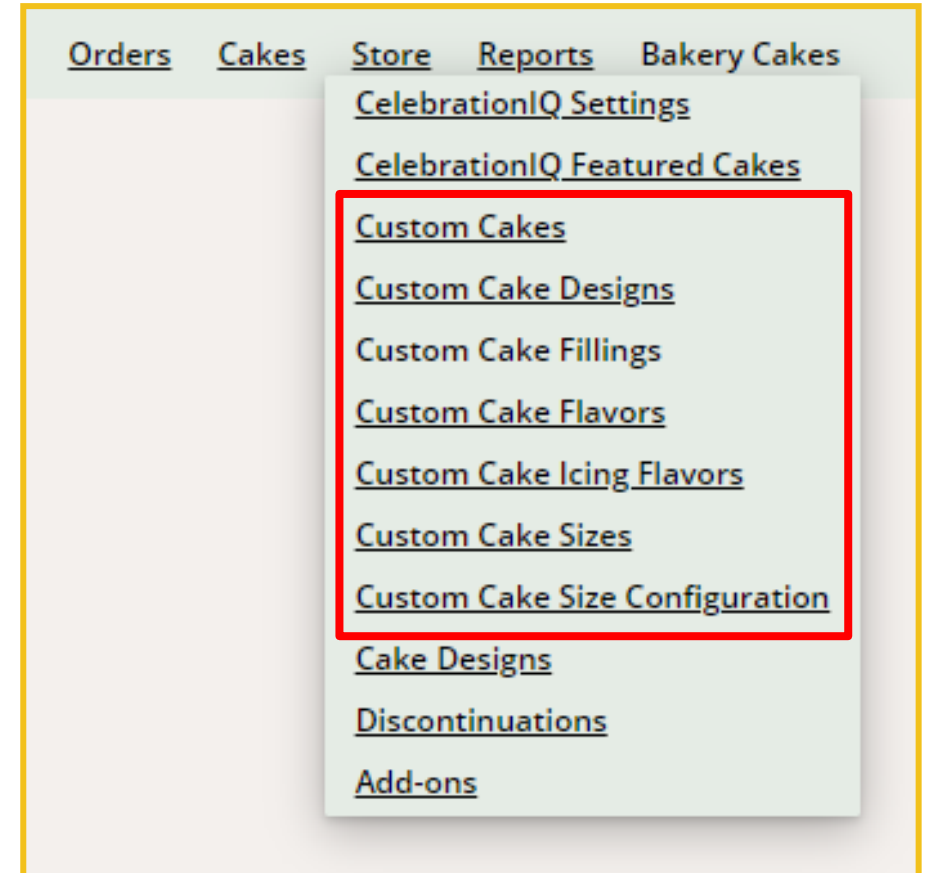 Orders Cakes Store Reports Bakery Cakes
CelebrationIQ Settings
CelebrationIQ Featured Cakes
Custom Cakes
Custom Cake Designs
Custom Cake Fillings
Custom Cake Flavors
Custom Cake Icing Flavors
Custom Cake Sizes
Custom Cake Size Configuration
Cake Designs
Discontinuations
Add-ons